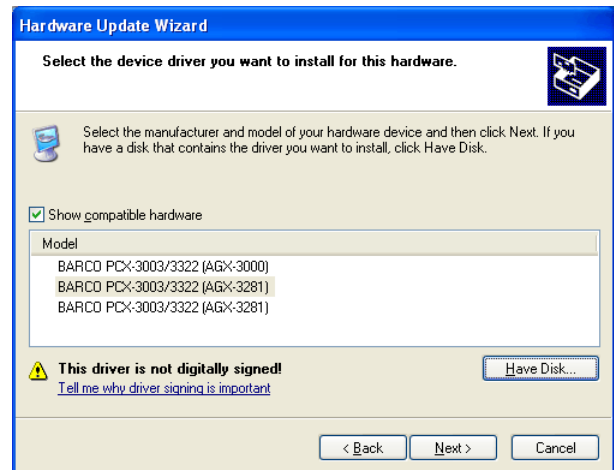 Hardware Update Wizard
Select the device driver you want to install for this hardware.
Select the manufacturer and model of your hardware device and then click Next. If you
have a disk that contains the driver you want to install, click Have Disk.
Show compatible hardware
Model
BARCO PCX-3003/3322 (AGX-3000)
BARCO PCX-3003/3322 (AGX-3281)
BARCO PCX-3003/3322 (AGX-3281)
This driver is not digitally signed!
Have Disk...
Tell me why driver signing is important
< Back Next > Cancel